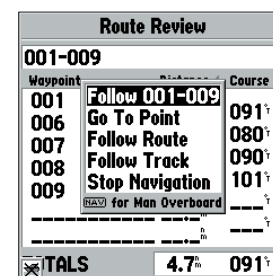 Route Review
001-009
Waypoint Course
001
006
007
008
009
Follow 001-009
Go To Point
Follow Route
Follow Track
Stop Navigation
NAV for Man Overboard
091°T
080°T
090°T
101°T
TALS 4.7nm 091°T